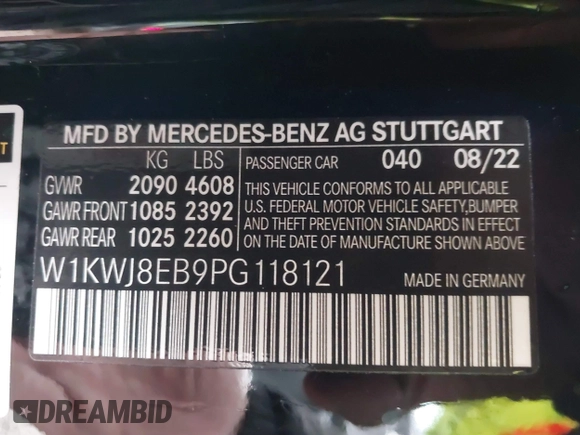 MFD BY MERCEDES-BENZ AG STUTTGART
KG LBS PASSENGER CAR 040 08/22
GVWR 2090 4608 THIS VEHICLE CONFORMS TO ALL APPLICABLE
GAWR FRONT 1085 2392 U.S. FEDERAL MOTOR VEHICLE SAFETY,BUMPER
GAWR REAR 1025 2260 AND THEFT PREVENTION STANDARDS IN EFFECT
ON THE DATE OF MANUFACTURE SHOWN ABOVE
W1KWJ8EB9PG118121 MADE IN GERMANY
DREAMBID